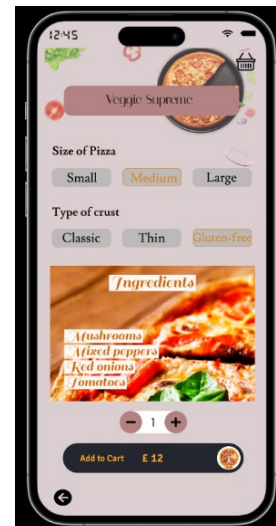 12:45
Veggie Supreme
Size of Pizza
Small Medium Large
Type of crust
Classic Thin Gluten-free
Ingredients
Mushrooms
Mixed peppers
Red onions
Tomatoes
1
Add to Cart £ 12